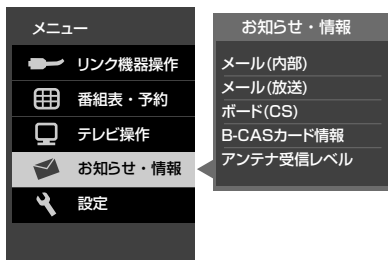 メニュー
リンク機器操作
番組表・予約
テレビ操作
お知らせ・情報
設定
お知らせ・情報
メール(内部)
メール(放送)
ボード(CS)
B-CASカード情報
アンテナ受信レベル